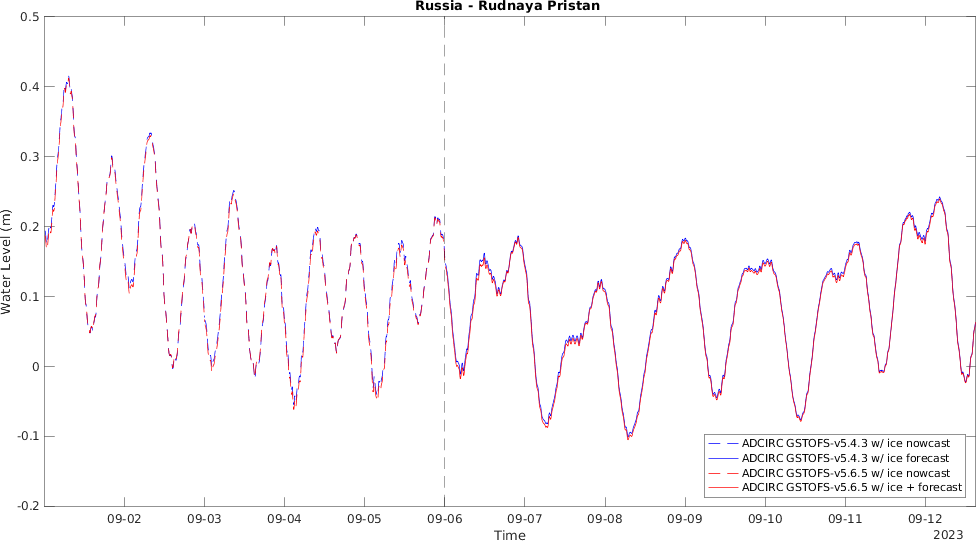 Russia - Rudnaya Pristan
0.5
0.4
0.3
0.2
0.1
0
-0.1
-0.2
Water Level (m)
ADCIRC GSTOFS-v5.4.3 w/ ice nowcast
ADCIRC GSTOFS-v5.4.3 w/ ice forecast
ADCIRC GSTOFS-v5.6.5 w/ ice nowcast
ADCIRC GSTOFS-v5.6.5 w/ ice + forecast
09-02 09-03 09-04 09-05 09-06 09-07 09-08 09-09 09-10 09-11 09-12
Time
2023